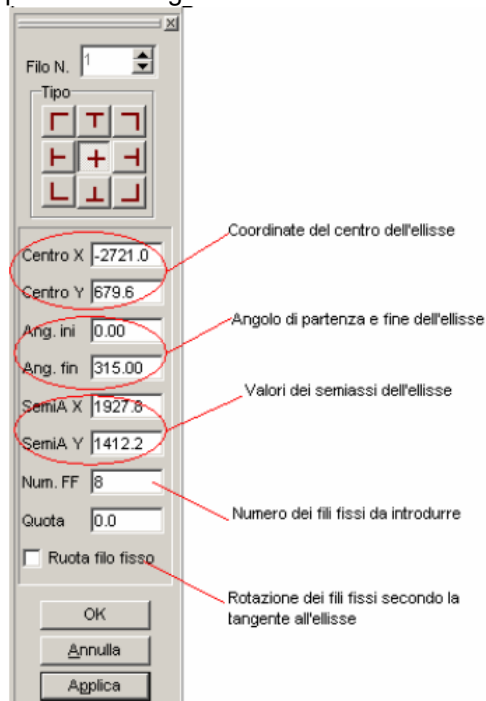 Filo N. 1
Tipo
Coordinate del centro dell'ellisse
Centro X -2721.0
Centro Y 679.6
Angolo di partenza e fine dell'ellisse
Ang. ini 0.00
Ang. fin 315.00
Valori dei semiassi dell'ellisse
SemiA X 1927.8
SemiA Y 1412.2
Num. FF 8
Numero dei fili fissi da introdurre
Quota 0.0
Ruota filo fisso
Rotazione dei fili fissi secondo la
tangente all'ellisse
OK
Annulla
Applica